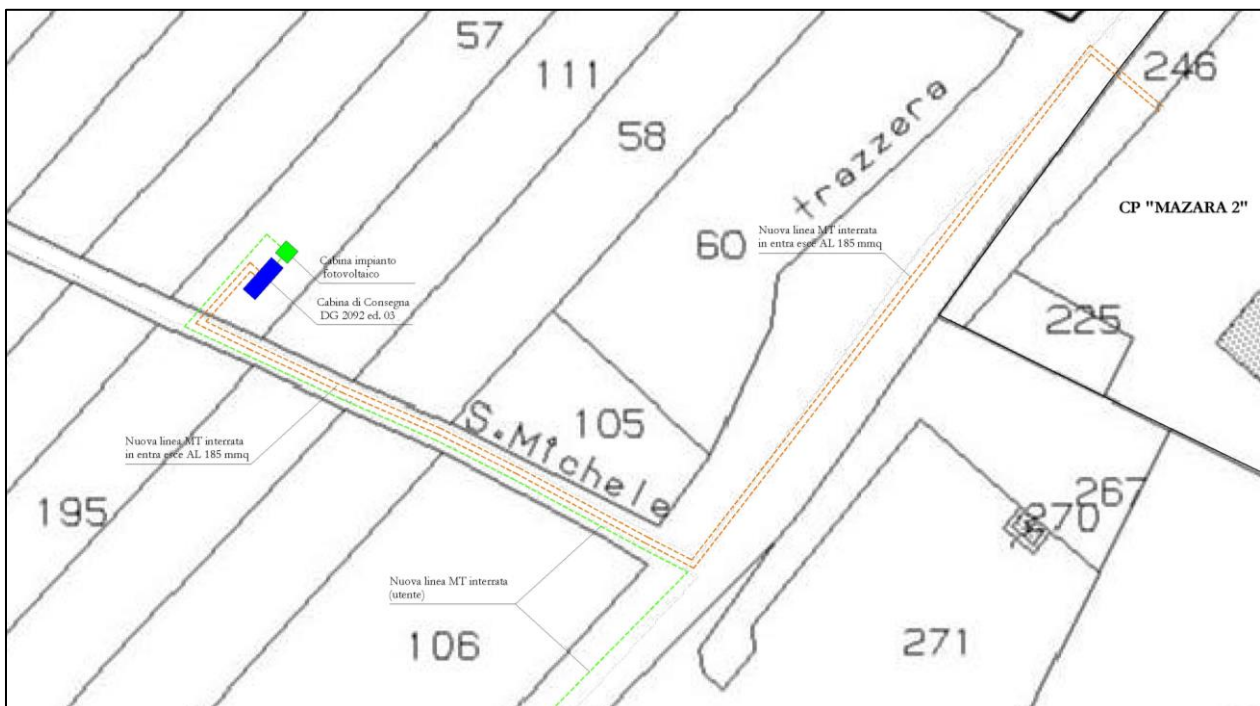 57
111
246
58
trazzera
CP "MAZARA 2"
60
Nuova linea MT interrata
in entra esce AL 185 mmq
Cabina impianto
fotovoltaico
Cabina di Consegna
DG 2092 ed. 03
225
S.Michele
105
Nuova linea MT interrata
in entra esce AL 185 mmq
267
270
195
Nuova linea MT interrata
(utente)
106
271